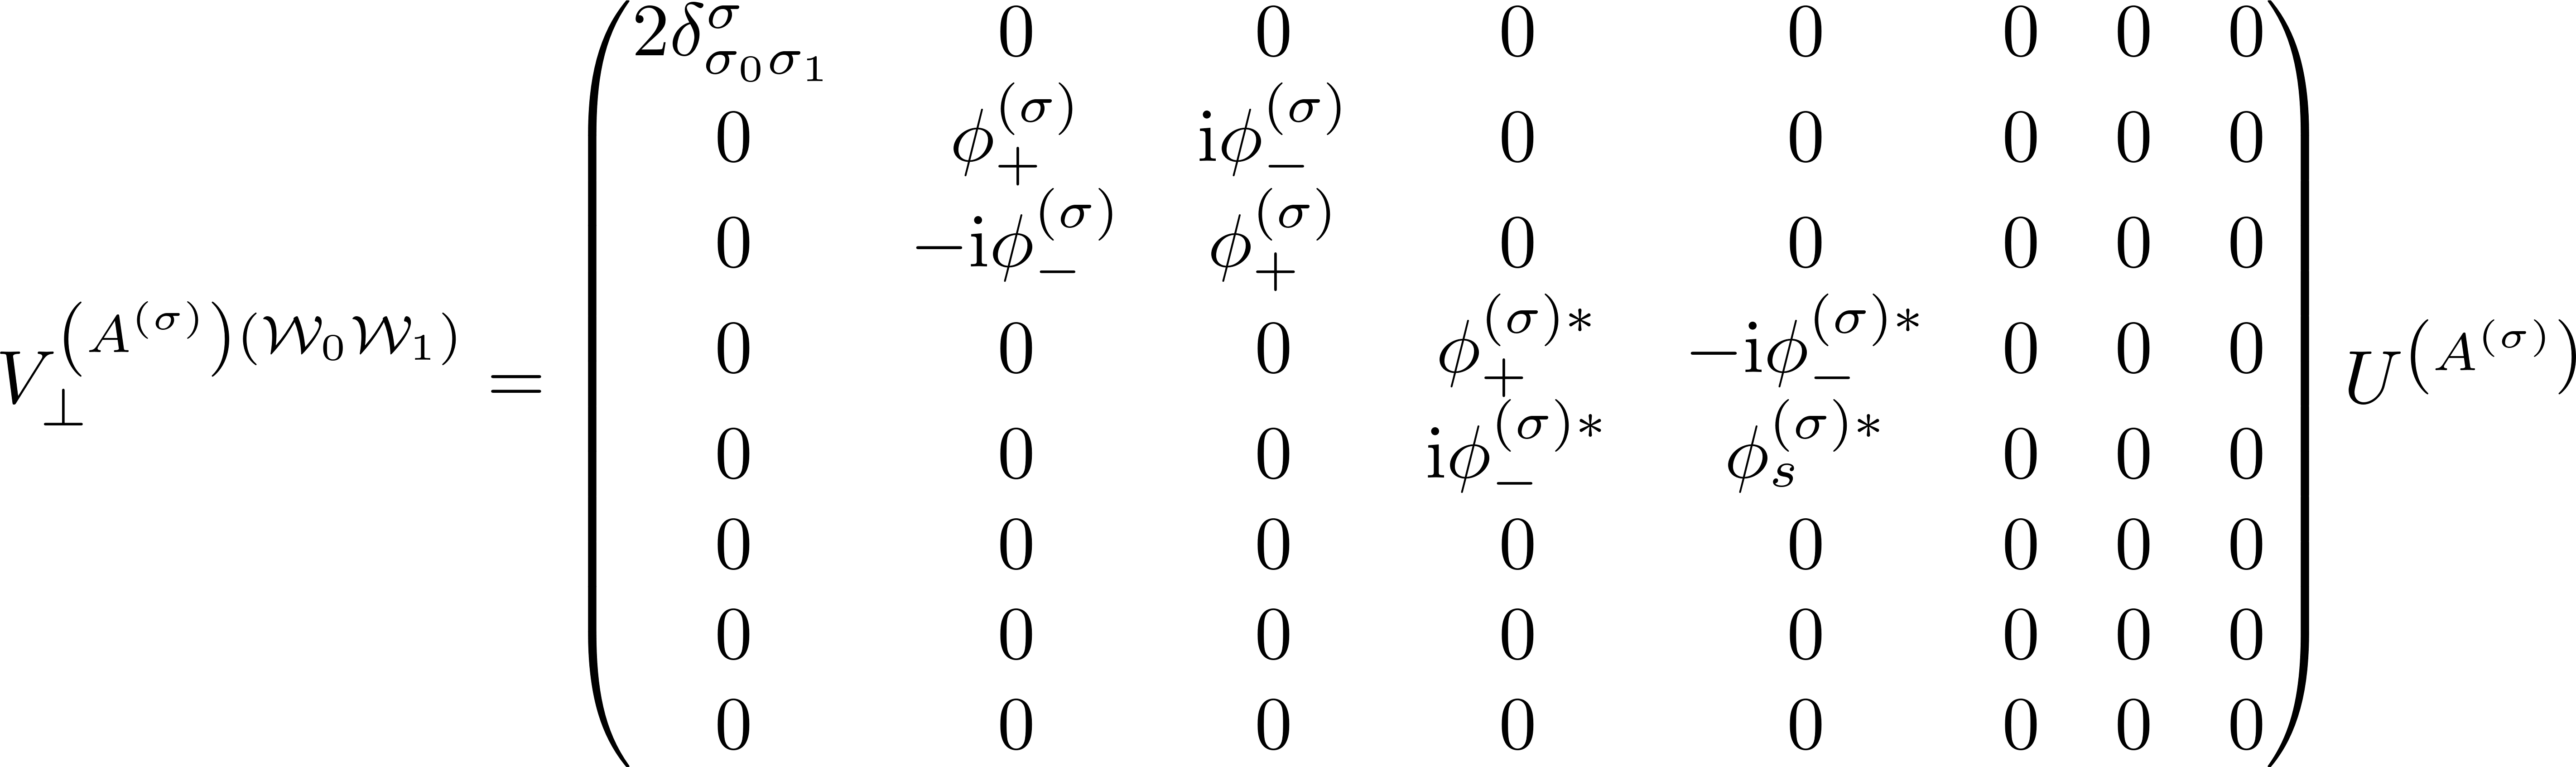 V_{\perp}^{\left(A^{(\sigma)}\right)(\mathcal{W}_0\mathcal{W}_1)} = \begin{pmatrix} 2\delta^{\sigma}_{\sigma_0\sigma_1} & 0 & 0 & 0 & 0 & 0 & 0 & 0 \\
0 & \phi_{+}^{(\sigma)} & \mathrm{i}\phi_{-}^{(\sigma)} & 0 & 0 & 0 & 0 & 0 \\
0 & -\mathrm{i}\phi_{-}^{(\sigma)} & \phi_{+}^{(\sigma)} & 0 & 0 & 0 & 0 & 0 \\
0 & 0 & 0 & \phi_{+}^{(\sigma)*} & -\mathrm{i}\phi_{-}^{(\sigma)*} & 0 & 0 & 0 \\
0 & 0 & 0 & \mathrm{i}\phi_{-}^{(\sigma)*} & \phi_{s}^{(\sigma)*} & 0 & 0 & 0 \\
0 & 0 & 0 & 0 & 0 & 0 & 0 & 0 \\
0 & 0 & 0 & 0 & 0 & 0 & 0 & 0 \\
0 & 0 & 0 & 0 & 0 & 0 & 0 & 0 \end{pmatrix} U^{\left(A^{(\sigma)}\right)}